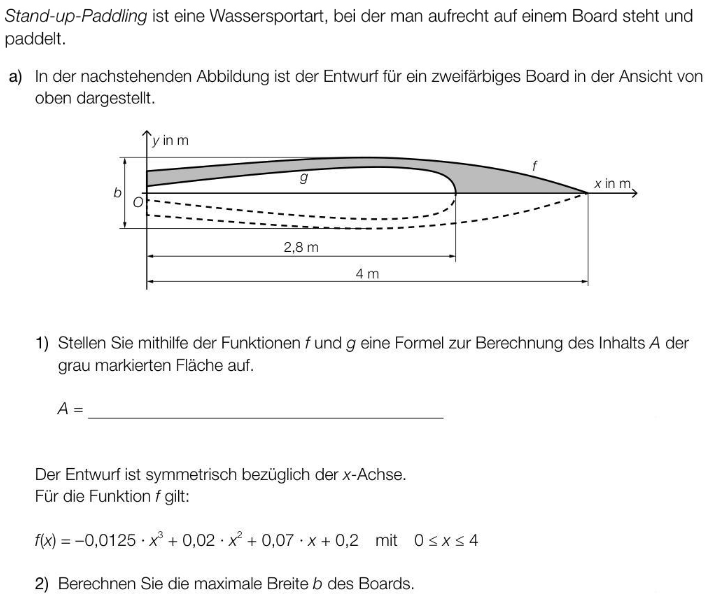 Stand-up-Paddling ist eine Wassersportart, bei der man aufrecht auf einem Board steht und
paddelt.
a) In der nachstehenden Abbildung ist der Entwurf für ein zweifärbiges Board in der Ansicht von
oben dargestellt.
y in m
f
g
x in m
b
O
2,8 m
4 m
1) Stellen Sie mithilfe der Funktionen f und g eine Formel zur Berechnung des Inhalts A der
grau markierten Fläche auf.
A =
Der Entwurf ist symmetrisch bezüglich der x-Achse.
Für die Funktion f gilt:
f(x) = –0,0125 · x³ + 0,02 · x² + 0,07 · x + 0,2 mit 0 ≤ x ≤ 4
2) Berechnen Sie die maximale Breite b des Boards.